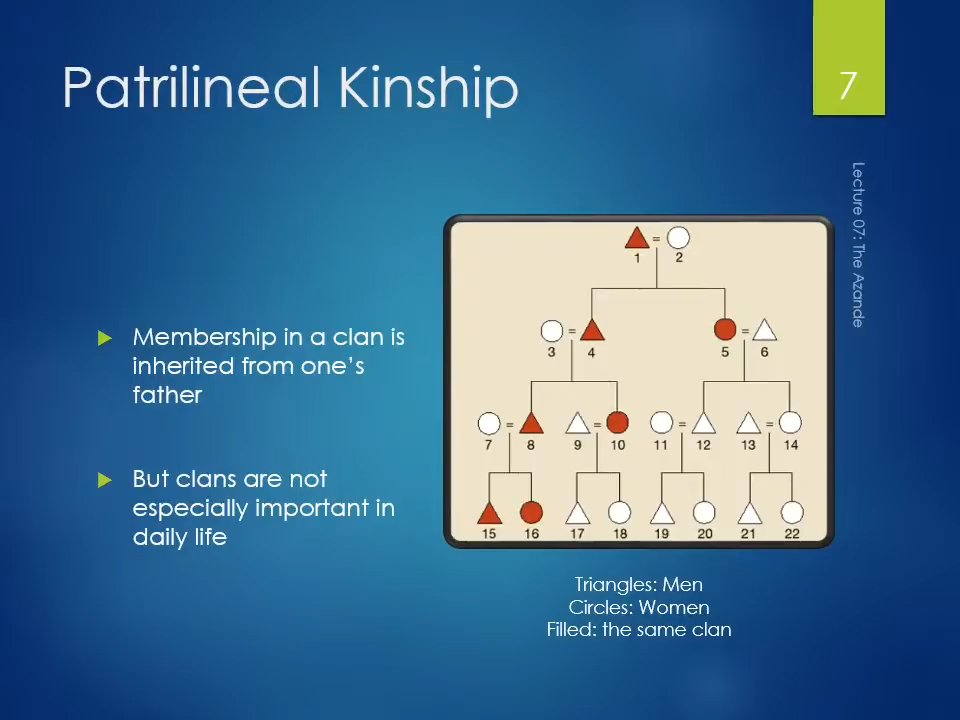 Patrilineal Kinship
7
Lecture 07: The Azande
Membership in a clan is
inherited from one's
father
But clans are not
especially important in
daily life
=
1 2
= =
3 4 5 6
= = = =
7 8 9 10 11 12 13 14
15 16 17 18 19 20 21 22
Triangles: Men
Circles: Women
Filled: the same clan